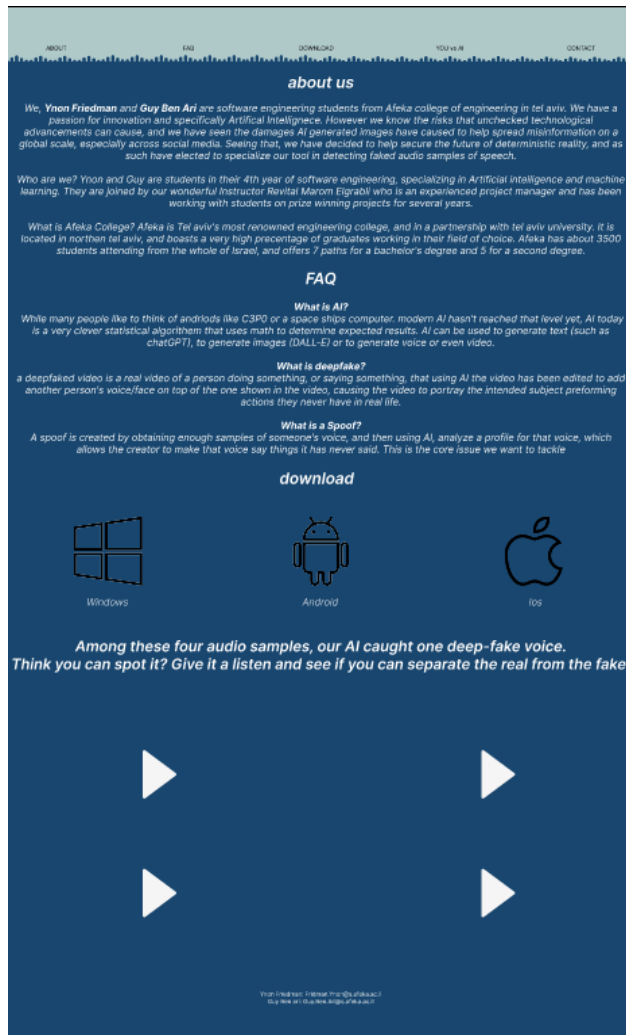 ABOUT FAQ DOWNLOAD YOU vs AI CONTACT
about us
We, Ynon Friedman and Guy Ben Ari are software engineering students from Afeka college of engineering in tel aviv. We have a
passion for innovation and specifically Artifical Intellignece. However we know the risks that unchecked technological
advancements can cause, and we have seen the damages AI generated images have caused to help spread misinformation on a
global scale, especially across social media. Seeing that, we have decided to help secure the future of deterministic reality, and as
such have elected to specialize our tool in detecting faked audio samples of speech.
Who are we? Ynon and Guy are students in their 4th year of software engineering, specializing in Artificial intelligence and machine
learning. They are joined by our wonderful Instructor Revital Marom Elgrabli who is an experienced project manager and has been
working with students on prize winning projects for several years.
What is Afeka College? Afeka is Tel aviv's most renowned engineering college, and in a partnership with tel aviv university. it is
located in northen tel aviv, and boasts a very high precentage of graduates working in their field of choice. Afeka has about 3500
students attending from the whole of Israel, and offers 7 paths for a bachelor's degree and 5 for a second degree.
FAQ
What is AI?
While many people like to think of andriods like C3P0 or a space ships computer. modern AI hasn't reached that level yet, AI today
is a very clever statistical algorithem that uses math to determine expected results. AI can be used to generate text (such as
chatGPT), to generate images (DALL-E) or to generate voice or even video.
What is deepfake?
a deepfaked video is a real video of a person doing something, or saying something, that using AI the video has been edited to add
another person's voice/face on top of the one shown in the video, causing the video to portray the intended subject preforming
actions they never have in real life.
What is a Spoof?
A spoof is created by obtaining enough samples of someone's voice, and then using AI, analyze a profile for that voice, which
allows the creator to make that voice say things it has never said. This is the core issue we want to tackle
download
Windows Android Ios
Among these four audio samples, our AI caught one deep-fake voice.
Think you can spot it? Give it a listen and see if you can separate the real from the fake
Ynon Friedman:
Guy Ben Ari: